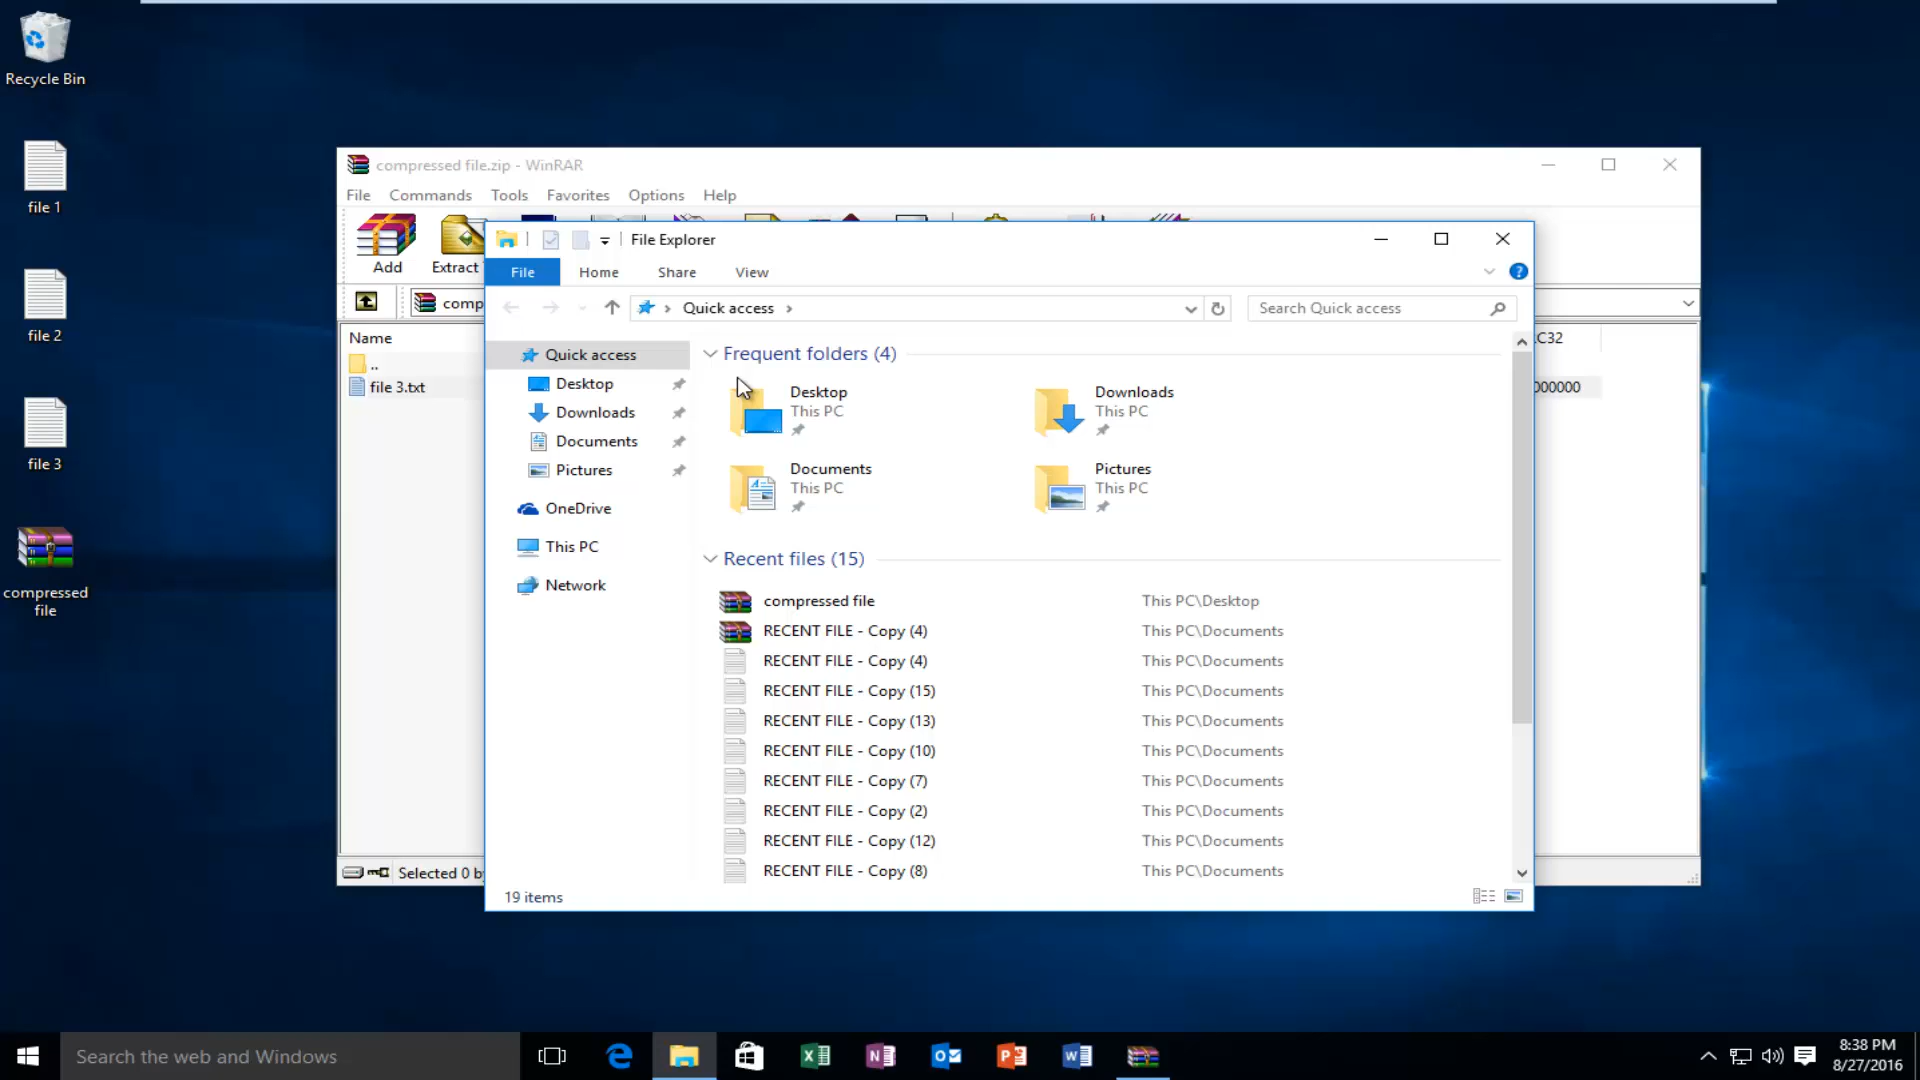 Recycle Bin
file 1
file 2
file 3
compressed
file
compressed file.zip - WinRAR
File Commands Tools Favorites Options Help
Add
Extract
comp
Name
..
file 3.txt
C32
000000
Selected 0 by
File Explorer
File Home Share View
Quick access
Search Quick access
Quick access
Desktop
Downloads
Documents
Pictures
OneDrive
This PC
Network
Frequent folders (4)
Desktop
This PC
Downloads
This PC
Documents
This PC
Pictures
This PC
Recent files (15)
compressed file This PC\Desktop
RECENT FILE - Copy (4) This PC\Documents
RECENT FILE - Copy (4) This PC\Documents
RECENT FILE - Copy (15) This PC\Documents
RECENT FILE - Copy (13) This PC\Documents
RECENT FILE - Copy (10) This PC\Documents
RECENT FILE - Copy (7) This PC\Documents
RECENT FILE - Copy (2) This PC\Documents
RECENT FILE - Copy (12) This PC\Documents
RECENT FILE - Copy (8) This PC\Documents
19 items
Search the web and Windows
8:38 PM
8/27/2016